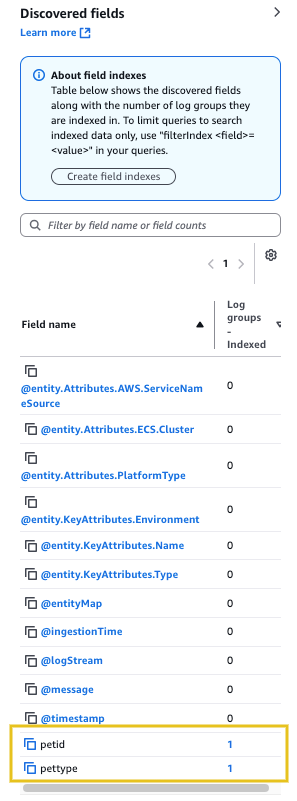 Discovered fields
Learn more
About field indexes
Table below shows the discovered fields
along with the number of log groups they
are indexed in. To limit queries to search
indexed data only, use "filterIndex <field>=
<value>" in your queries.
Create field indexes
Filter by field name or field counts
1
Field name
Log
groups
-
Indexed
@entity.Attributes.AWS.ServiceNam
eSource
0
@entity.Attributes.ECS.Cluster 0
@entity.Attributes.PlatformType 0
@entity.KeyAttributes.Environment 0
@entity.KeyAttributes.Name 0
@entity.KeyAttributes.Type 0
@entityMap 0
@ingestionTime 0
@logStream 0
@message 0
@timestamp 0
petid 1
pettype 1